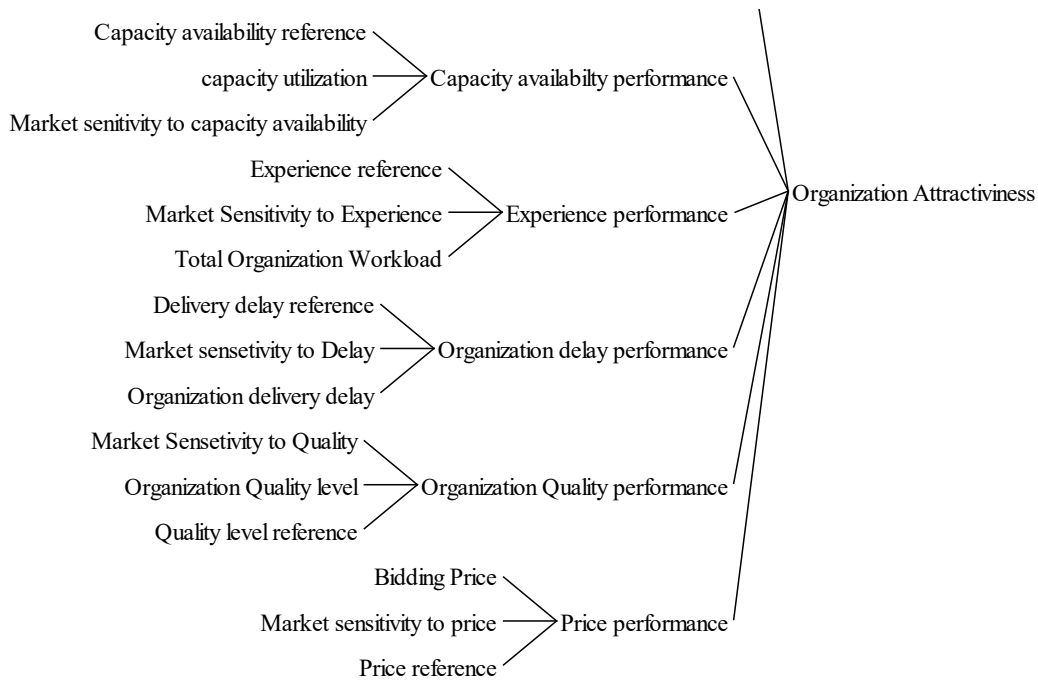 Capacity availability reference
capacity utilization
Capacity availabilty performance
Market senitivity to capacity availability
Experience reference
Organization Attractiviness
Market Sensitivity to Experience
Experience performance
Total Organization Workload
Delivery delay reference
Market sensetivity to Delay
Organization delay performance
Organization delivery delay
Market Sensetivity to Quality
Organization Quality level
Organization Quality performance
Quality level reference
Bidding Price
Market sensitivity to price
Price performance
Price reference